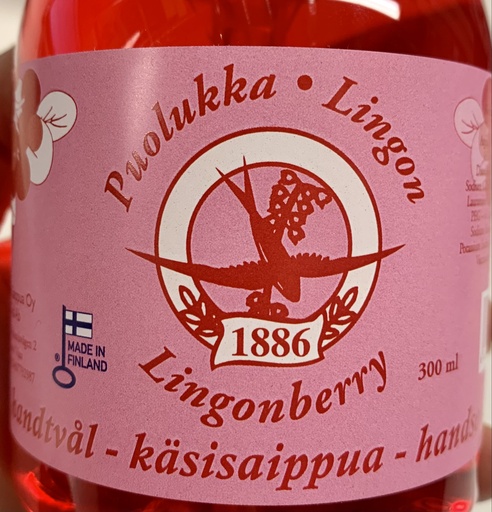 Puolukka • Lingon
1886
Lingonberry
MADE IN
FINLAND
300 ml
handtvål - käsisaippua - hands